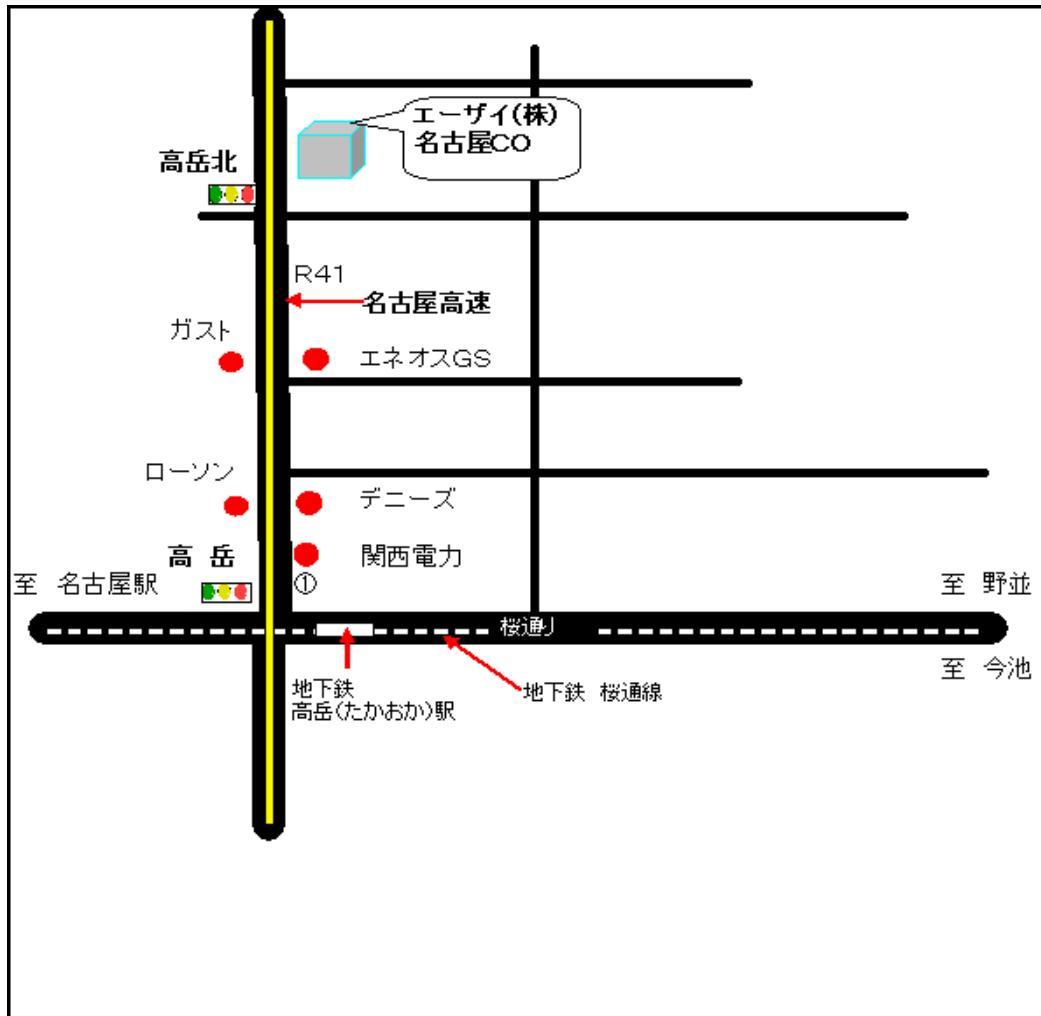 エーザイ(株)
名古屋CO
高岳北
R41
名古屋高速
ガスト
エネオスGS
ローソン
デニーズ
高 岳
関西電力
至 名古屋駅
①
至 野並
桜通り
至 今池
地下鉄
高岳(たかおか)駅
地下鉄 桜通線